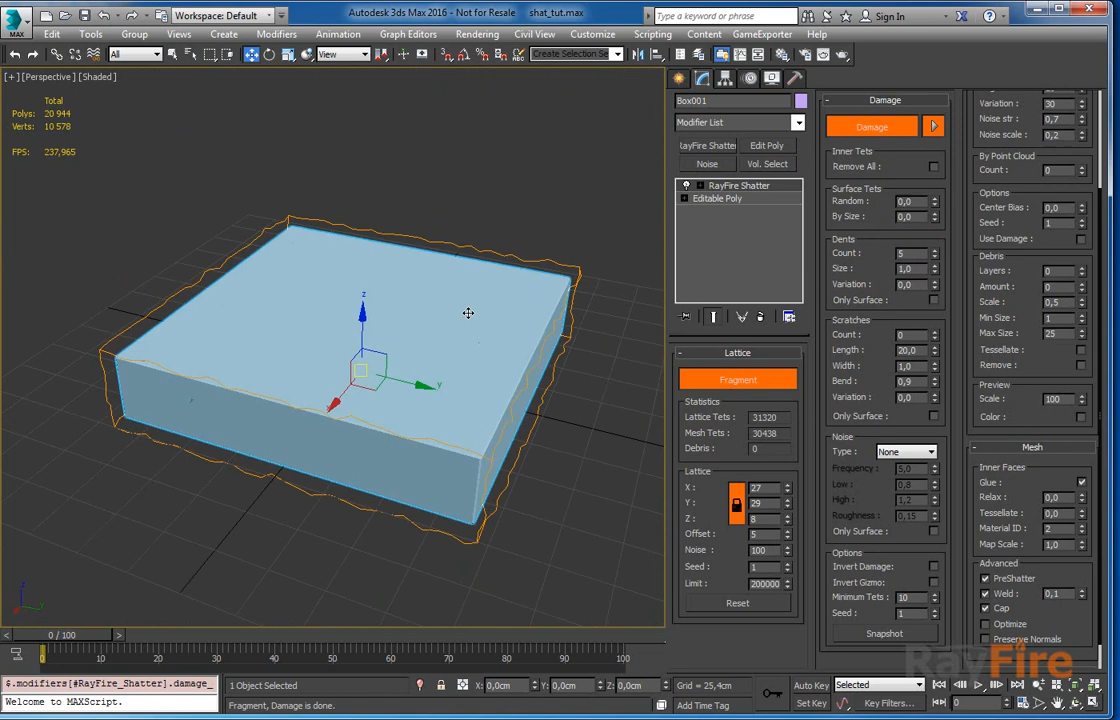 Workspace: Default
Autodesk 3ds Max 2016 - Not for Resale shat_tut.max
Type a keyword or phrase
Sign In
MAX
Edit Tools Group Views Create Modifiers Animation Graph Editors Rendering Civil View Customize Scripting Content GameExporter Help
All
View
Create Selection Se
[+] [Perspective] [Shaded]
Total
Polys: 20 944
Verts: 10 578
FPS: 237,965
z
y
Box001
Modifier List
RayFire Shatter
Edit Poly
Noise
Vol. Select
RayFire Shatter
Editable Poly
Lattice
Fragment
Statistics
Lattice Tets: 31320
Mesh Tets: 30438
Debris: 0
Lattice
X: 27
Y: 29
Z: 8
Offset: 5
Noise: 100
Seed: 1
Limit: 200000
Reset
Damage
Damage
Inner Tets
Remove All :
Surface Tets
Random : 0,0
By Size : 0,0
Dents
Count : 5
Size : 1,0
Variation : 0,0
Only Surface :
Scratches
Count : 0
Length : 20,0
Width : 1,0
Bend : 0,9
Variation : 0,0
Only Surface :
Noise
Type : None
Frequency : 5,0
Low : 0,8
High : 1,2
Roughness : 0,15
Only Surface :
Options
Invert Damage:
Invert Gizmo:
Minimum Tets : 10
Seed : 1
Snapshot
Variation : 30
Noise str : 0,7
Noise scale : 0,2
By Point Cloud
Count : 0
Options
Center Bias : 0,0
Seed : 1
Use Damage :
Debris
Layers : 0
Amount : 0
Scale : 0,5
Min Size : 1
Max Size : 25
Tessellate :
Remove :
Preview
Scale : 100
Color :
Mesh
Inner Faces
Glue :
Relax : 0,0
Tessellate : 0,0
Material ID : 2
Map Scale : 1,0
Advanced
PreShatter
Weld : 0,1
Cap
Optimize
Preserve Normals
RayFire
0 / 100
0 10 20 30 40 50 60 70 80 90 100
$.modifiers[#RayFire_Shatter].damage_
Welcome to MAXScript.
1 Object Selected
X: 0,0cm Y: 0,0cm Z: 0,0cm
Grid = 25,4cm
Fragment, Damage is done.
Add Time Tag
Auto Key
Selected
Set Key
Key Filters...
0